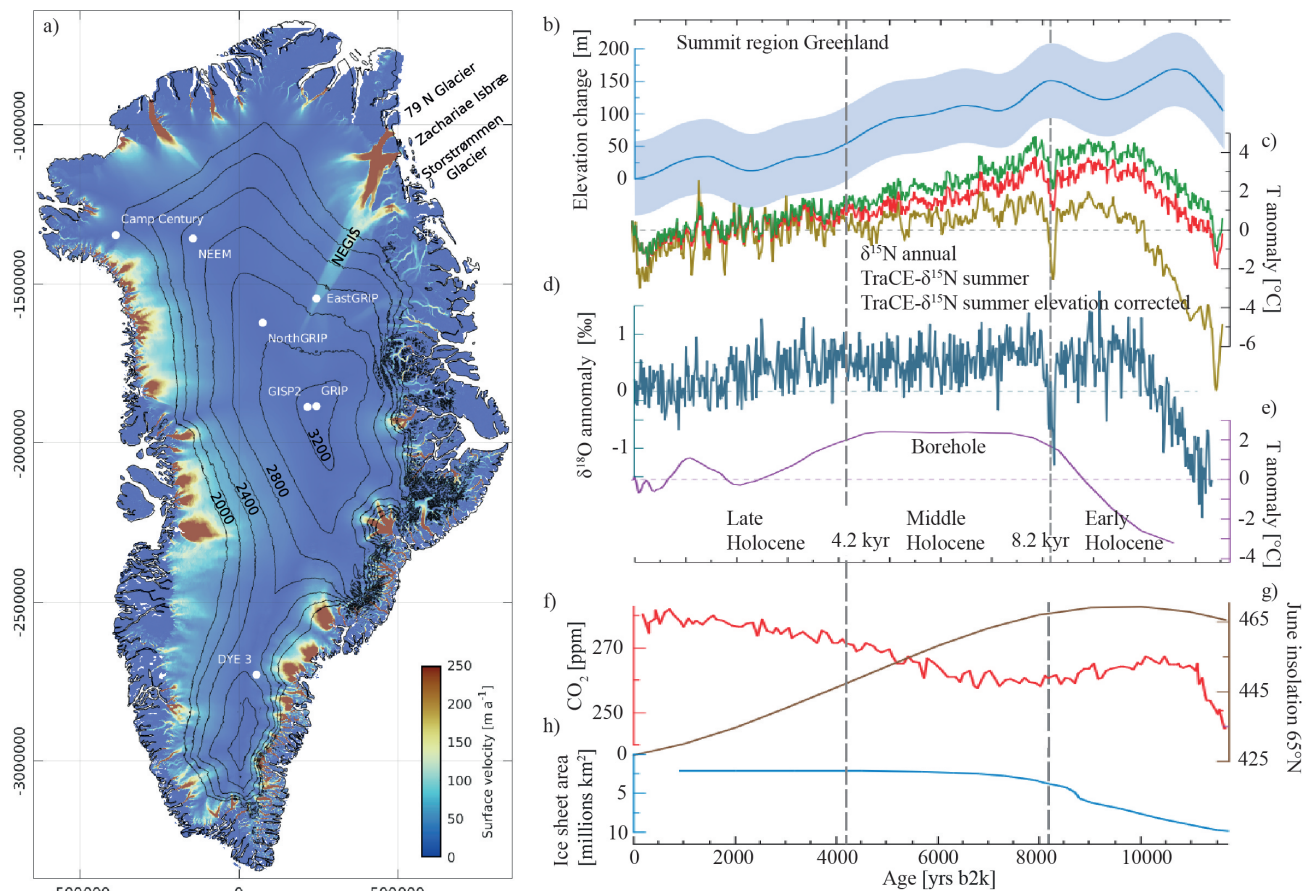 a)
79 N Glacier
Zachariae Isbræ
Storstrømmen
Glacier
Camp Century
NEEM
NEGIS
EastGRIP
NorthGRIP
GISP2
GRIP
3200
2800
2400
2000
DYE 3
-1000000
-1500000
-2000000
-2500000
-3000000
0
250
200
150
100
50
0
Surface velocity [m a⁻¹]
b)
Summit region Greenland
Elevation change [m]
200
150
100
50
0
c)
T anomaly [°C]
4
2
0
-2
-4
-6
δ¹⁵N annual
TraCE-δ¹⁵N summer
TraCE-δ¹⁵N summer elevation corrected
d)
δ¹⁸O annomaly [‰]
1
0
-1
e)
Borehole
T anomaly [°C]
2
0
-2
-4
Late
Holocene
4.2 kyr
Middle
Holocene
8.2 kyr
Early
Holocene
f)
CO₂ [ppm]
270
250
g)
June insolation 65°N
465
445
425
h)
Ice sheet area
[millions km²]
0
5
10
0
2000
4000
6000
8000
10000
Age [yrs b2k]